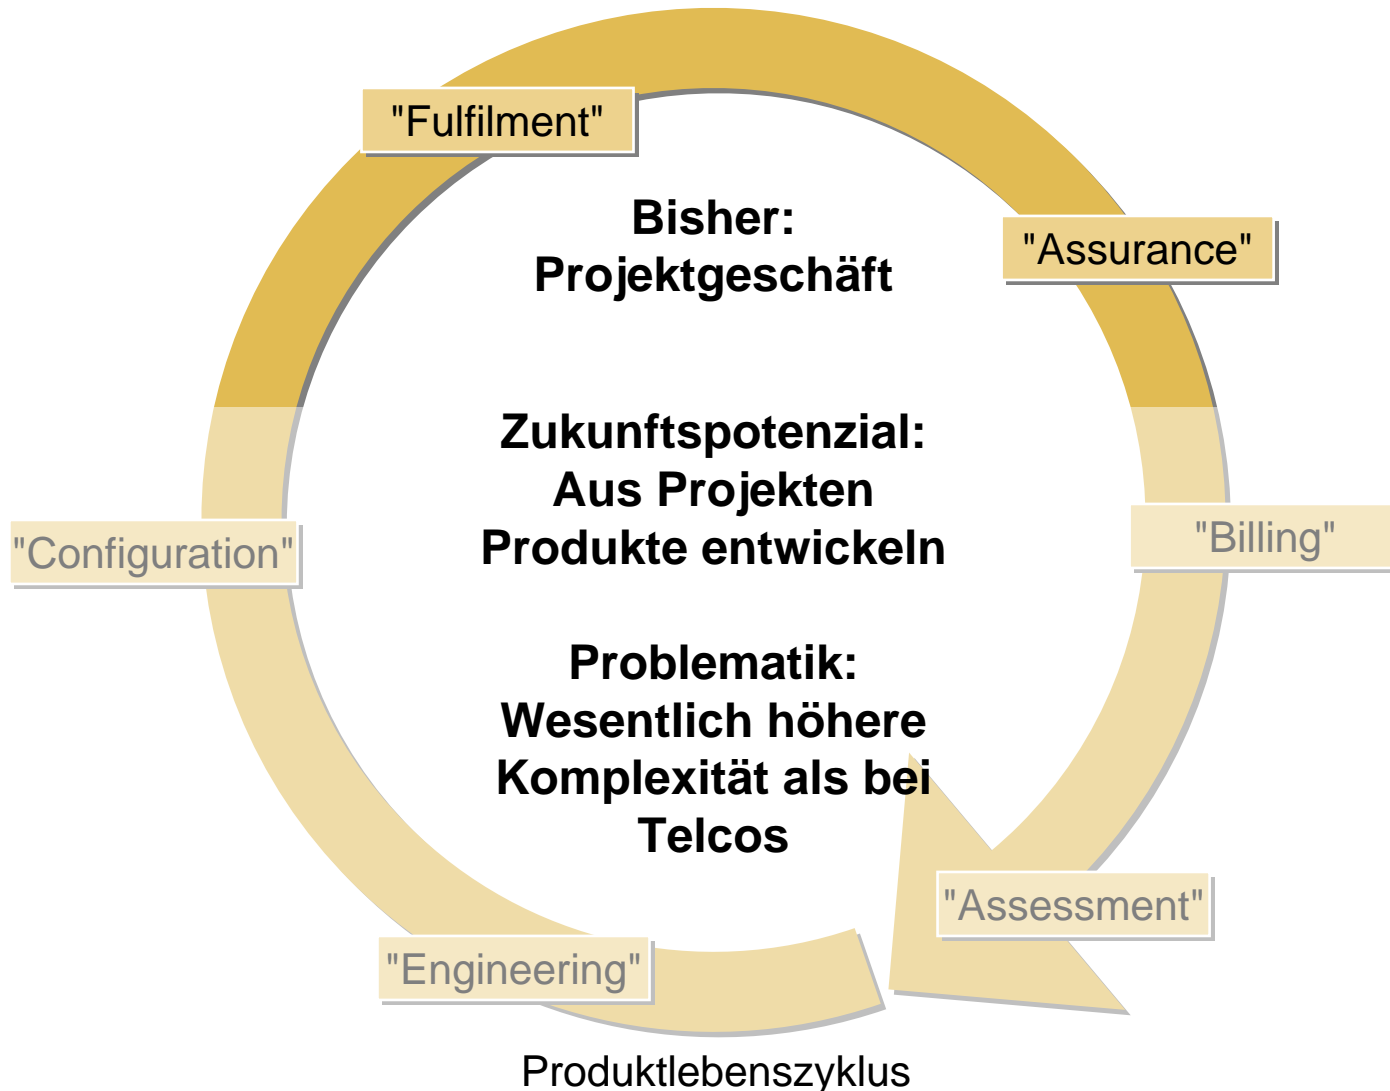 "Fulfilment"
Bisher:
Projektgeschäft
"Assurance"
Zukunftspotenzial:
Aus Projekten
Produkte entwickeln
"Configuration"
"Billing"
Problematik:
Wesentlich höhere
Komplexität als bei
Telcos
"Assessment"
"Engineering"
Produktlebenszyklus